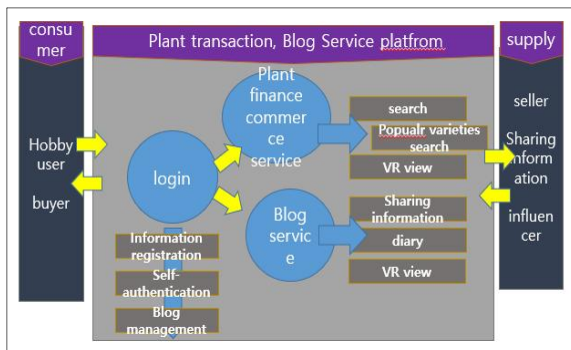 consu
mer
Plant transaction, Blog Service platfrom
supply
Hobby
user
buyer
login
Information
registration
Self-
authentication
Blog
management
Plant
finance
commer
ce
service
search
Popualr varieties
search
VR view
Blog
servic
e
Sharing
information
diary
VR view
seller
Sharing
inform
ation
influen
cer